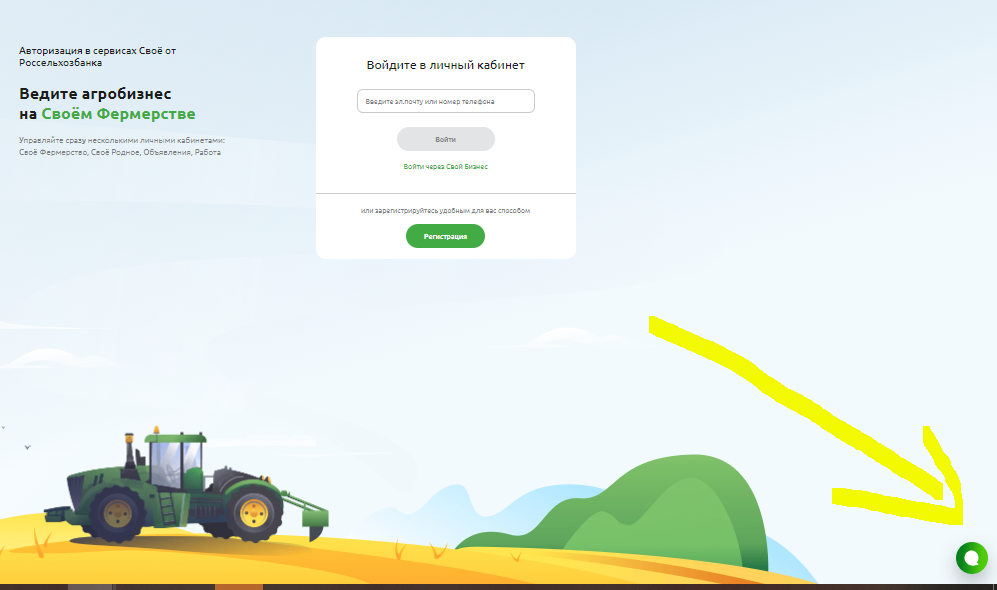 Авторизация в сервисах Своё от
Россельхозбанка
Ведите агробизнес
на Своём Фермерстве
Управляйте сразу несколькими личными кабинетами:
Своё Фермерство, Своё Родное, Объявления, Работа
Войдите в личный кабинет
Введите эл.почту или номер телефона
Войти
Войти через Свой Бизнес
или зарегистрируйтесь удобным для вас способом
Регистрация